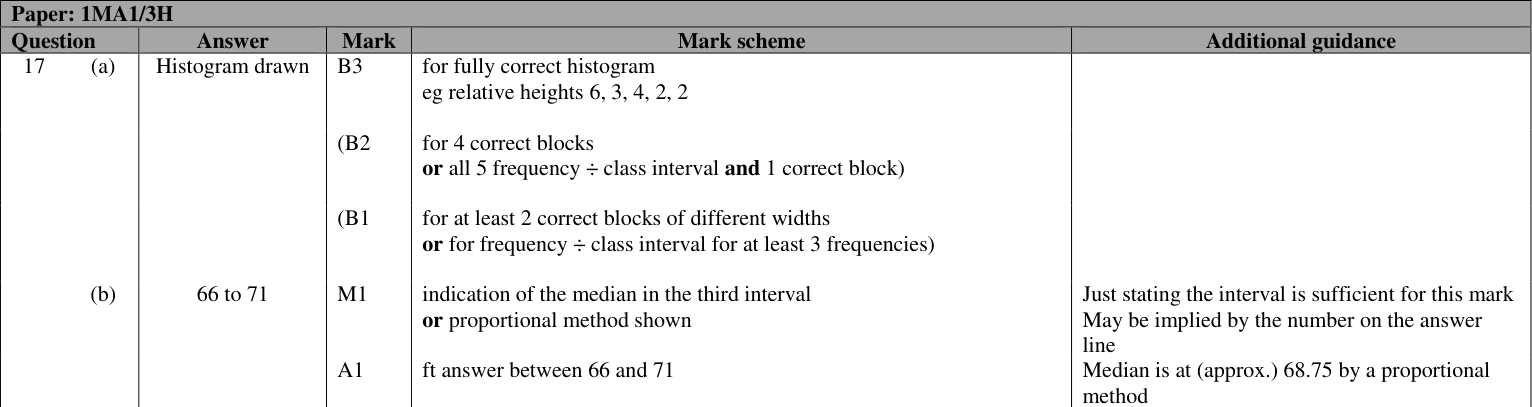 Paper: 1MA1/3H
Question Answer Mark Mark scheme Additional guidance
17 (a) Histogram drawn B3 for fully correct histogram
eg relative heights 6, 3, 4, 2, 2
(B2 for 4 correct blocks
or all 5 frequency ÷ class interval and 1 correct block)
(B1 for at least 2 correct blocks of different widths
or for frequency ÷ class interval for at least 3 frequencies)
(b) 66 to 71 M1 indication of the median in the third interval Just stating the interval is sufficient for this mark
or proportional method shown May be implied by the number on the answer
line
A1 ft answer between 66 and 71 Median is at (approx.) 68.75 by a proportional
method